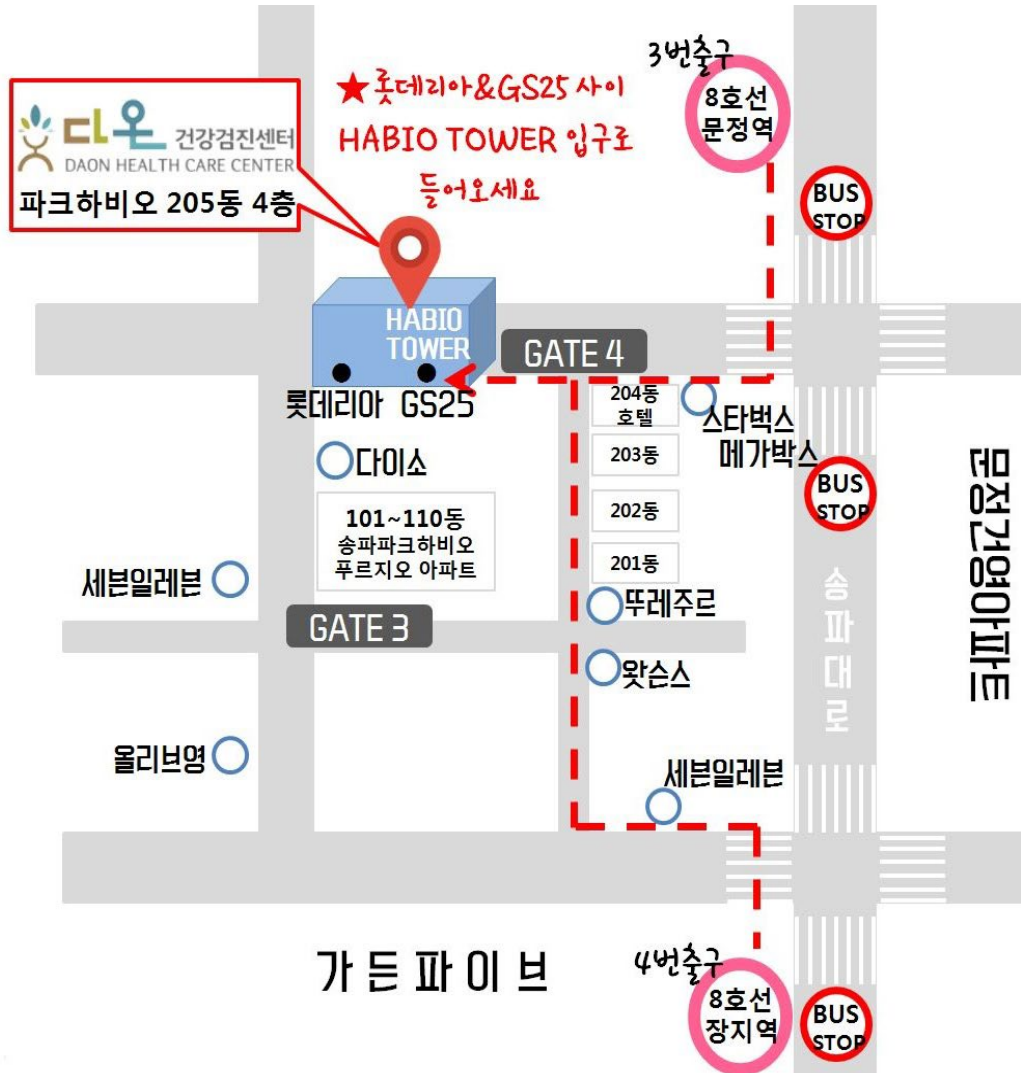 3번출구
8호선
문정역
★롯데리아&GS25 사이
HABIO TOWER 입구로
들어오세요
다온 건강검진센터
DAON HEALTH CARE CENTER
파크하비오 205동 4층
BUS
STOP
HABIO
TOWER
GATE 4
롯데리아 GS25
204동
호텔
스타벅스
메가박스
다이소
203동
BUS
STOP
문정건영아파트
101~110동
송파파크하비오
푸르지오 아파트
202동
201동
세븐일레븐
뚜레주르
송파대로
GATE 3
왓슨스
올리브영
세븐일레븐
가든파이브
4번출구
8호선
장지역
BUS
STOP